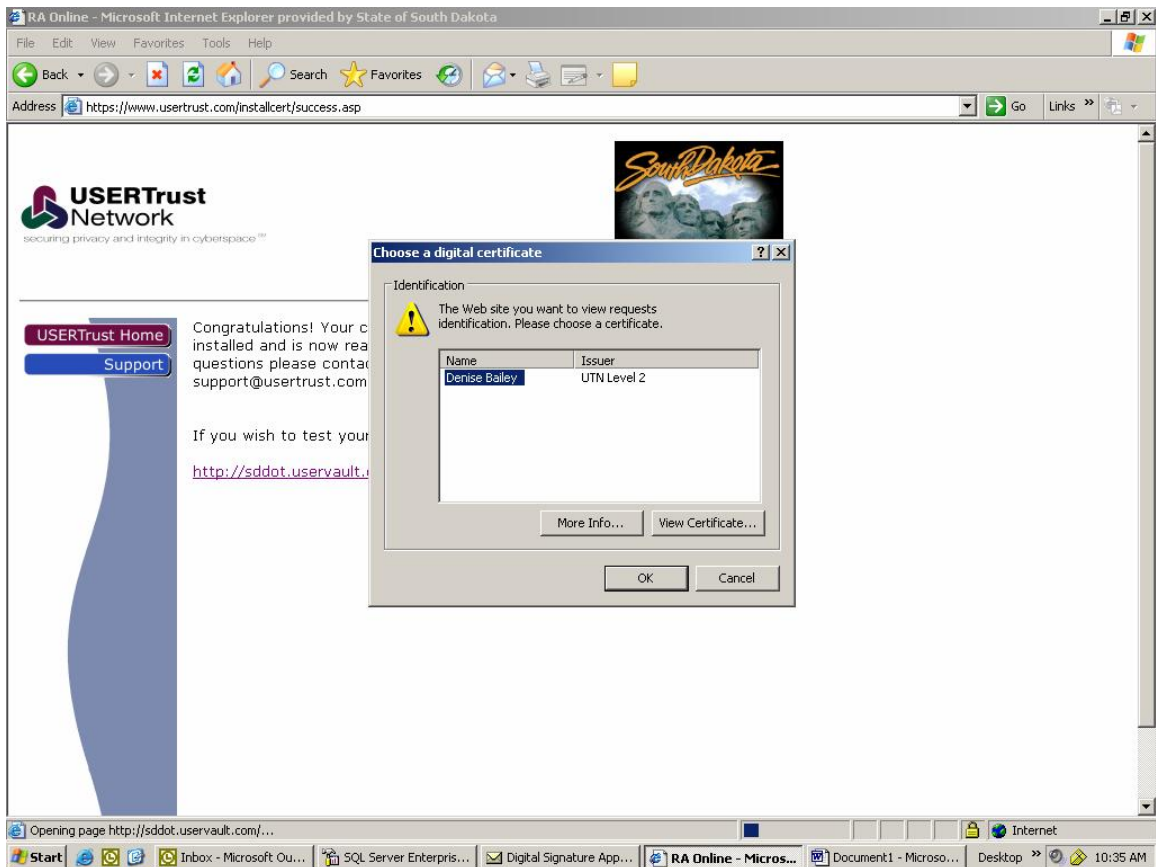 RA Online - Microsoft Internet Explorer provided by State of South Dakota
File Edit View Favorites Tools Help
Back Search Favorites
Address https://www.usertrust.com/installcert/success.asp Go Links »
USERTrust
Network
securing privacy and integrity in cyberspace
South Dakota
USERTrust Home
Support
Congratulations! Your c
installed and is now rea
questions please conta
support@usertrust.com
If you wish to test your
http://sddot.uservault.
Choose a digital certificate
Identification
The Web site you want to view requests
identification. Please choose a certificate.
Name Issuer
Denise Bailey UTN Level 2
More Info... View Certificate...
OK Cancel
Opening page http://sddot.uservault.com/... Internet
Start Inbox - Microsoft Ou... SQL Server Enterpris... Digital Signature App... RA Online - Micros... Document1 - Microso... Desktop » 10:35 AM